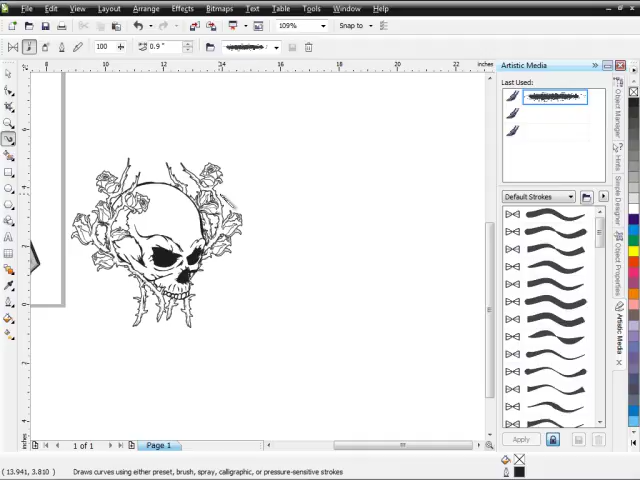 File Edit View Layout Arrange Effects Bitmaps Text Table Tools Window Help
109% Snap to
100 0.9 "
8 10 12 14 16 18 20 22 inches
Artistic Media
Last Used:
Default Strokes
Apply
Object Manager
Hints
Simple Designer
Object Properties
Artistic Media
1 of 1 Page 1
inches
( 13.941, 3.810 ) Draws curves using either preset, brush, spray, calligraphic, or pressure-sensitive strokes